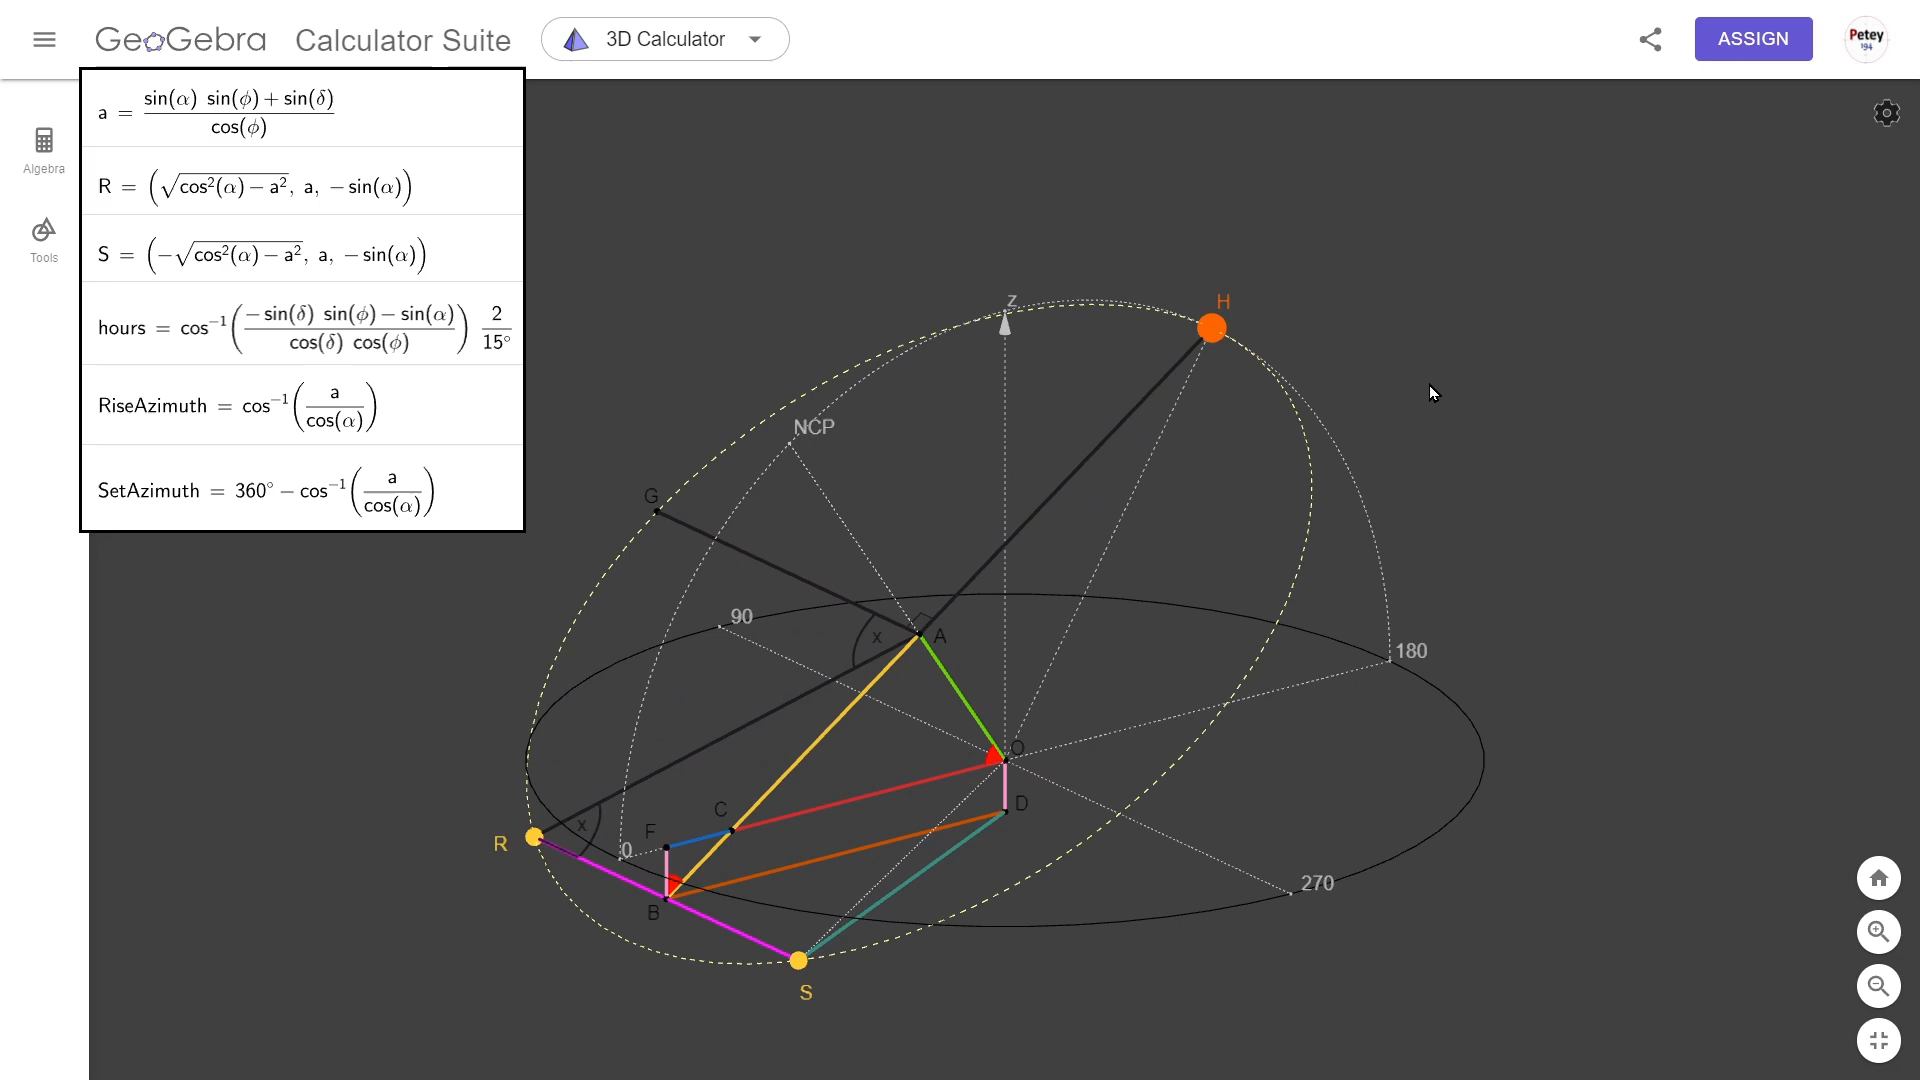 GeoGebra Calculator Suite 3D Calculator ASSIGN Petey 194
Algebra
Tools
a = (sin(α) sin(ϕ) + sin(δ)) / cos(ϕ)
R = (√(cos²(α) − a²), a, − sin(α))
S = (−√(cos²(α) − a²), a, − sin(α))
hours = cos⁻¹((− sin(δ) sin(ϕ) − sin(α)) / (cos(δ) cos(ϕ))) 2 / 15°
RiseAzimuth = cos⁻¹(a / cos(α))
SetAzimuth = 360° − cos⁻¹(a / cos(α))
z
H
NCP
G
90
x
A
180
O
D
C
F
x
R
0
270
B
S